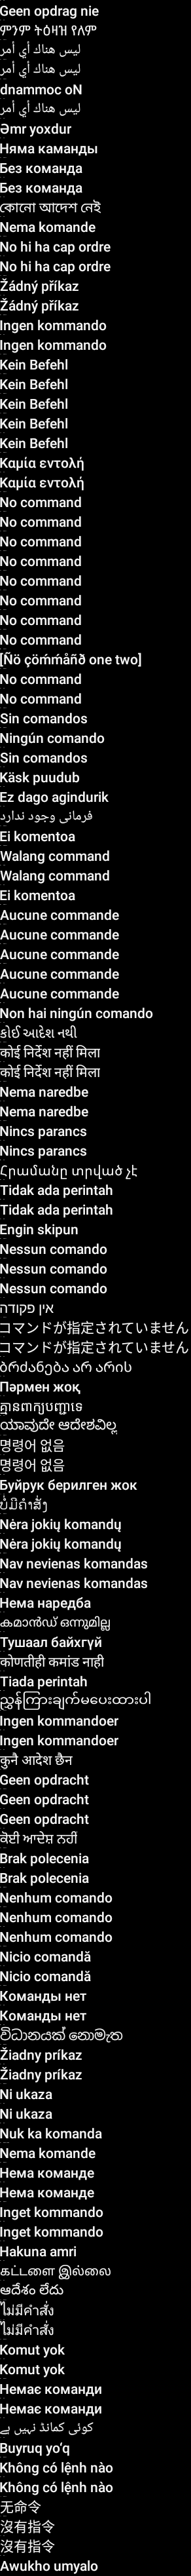 Geen opdrag nie
ምንም ትዕዛዝ የለም
ليس هناك أي أمر
ليس هناك أي أمر
dnammoc oN
ليس هناك أي أمر
Əmr yoxdur
Няма каманды
Без команда
Без команда
কোনো আদেশ নেই
Nema komande
No hi ha cap ordre
No hi ha cap ordre
Žádný příkaz
Žádný příkaz
Ingen kommando
Ingen kommando
Kein Befehl
Kein Befehl
Kein Befehl
Kein Befehl
Kein Befehl
Καμία εντολή
Καμία εντολή
No command
No command
No command
No command
No command
No command
No command
No command
[Ñö çöḿḿåñð one two]
No command
No command
Sin comandos
Ningún comando
Sin comandos
Käsk puudub
Ez dago agindurik
فرمانی وجود ندارد
Ei komentoa
Walang command
Walang command
Ei komentoa
Aucune commande
Aucune commande
Aucune commande
Aucune commande
Aucune commande
Non hai ningún comando
કોઈ આદેશ નથી
कोई निर्देश नहीं मिला
कोई निर्देश नहीं मिला
Nema naredbe
Nema naredbe
Nincs parancs
Nincs parancs
Հրամանը տրված չէ
Tidak ada perintah
Tidak ada perintah
Engin skipun
Nessun comando
Nessun comando
Nessun comando
אין פקודה
コマンドが指定されていません
コマンドが指定されていません
ბრძანება არ არის
Пәрмен жоқ
គ្មានពាក្យបញ្ជាទេ
ಯಾವುದೇ ಆದೇಶವಿಲ್ಲ
명령어 없음
명령어 없음
Буйрук берилген жок
ບໍ່ມີຄຳສັ່ງ
Nėra jokių komandų
Nėra jokių komandų
Nav nevienas komandas
Nav nevienas komandas
Нема наредба
കമാൻഡ് ഒന്നുമില്ല
Тушаал байхгүй
कोणतीही कमांड नाही
Tiada perintah
ညွှန်ကြားချက်မပေးထားပါ
Ingen kommandoer
Ingen kommandoer
कुनै आदेश छैन
Geen opdracht
Geen opdracht
Geen opdracht
ਕੋਈ ਆਦੇਸ਼ ਨਹੀਂ
Brak polecenia
Brak polecenia
Nenhum comando
Nenhum comando
Nenhum comando
Nicio comandă
Nicio comandă
Команды нет
Команды нет
විධානයක් නොමැත
Žiadny príkaz
Žiadny príkaz
Ni ukaza
Ni ukaza
Nuk ka komanda
Nema komande
Нема команде
Нема команде
Inget kommando
Inget kommando
Hakuna amri
கட்டளை இல்லை
ఆదేశం లేదు
ไม่มีคำสั่ง
ไม่มีคำสั่ง
Komut yok
Komut yok
Немає команди
Немає команди
کوئی کمانڈ نہیں ہے
Buyruq yo‘q
Không có lệnh nào
Không có lệnh nào
无命令
沒有指令
沒有指令
Awukho umyalo